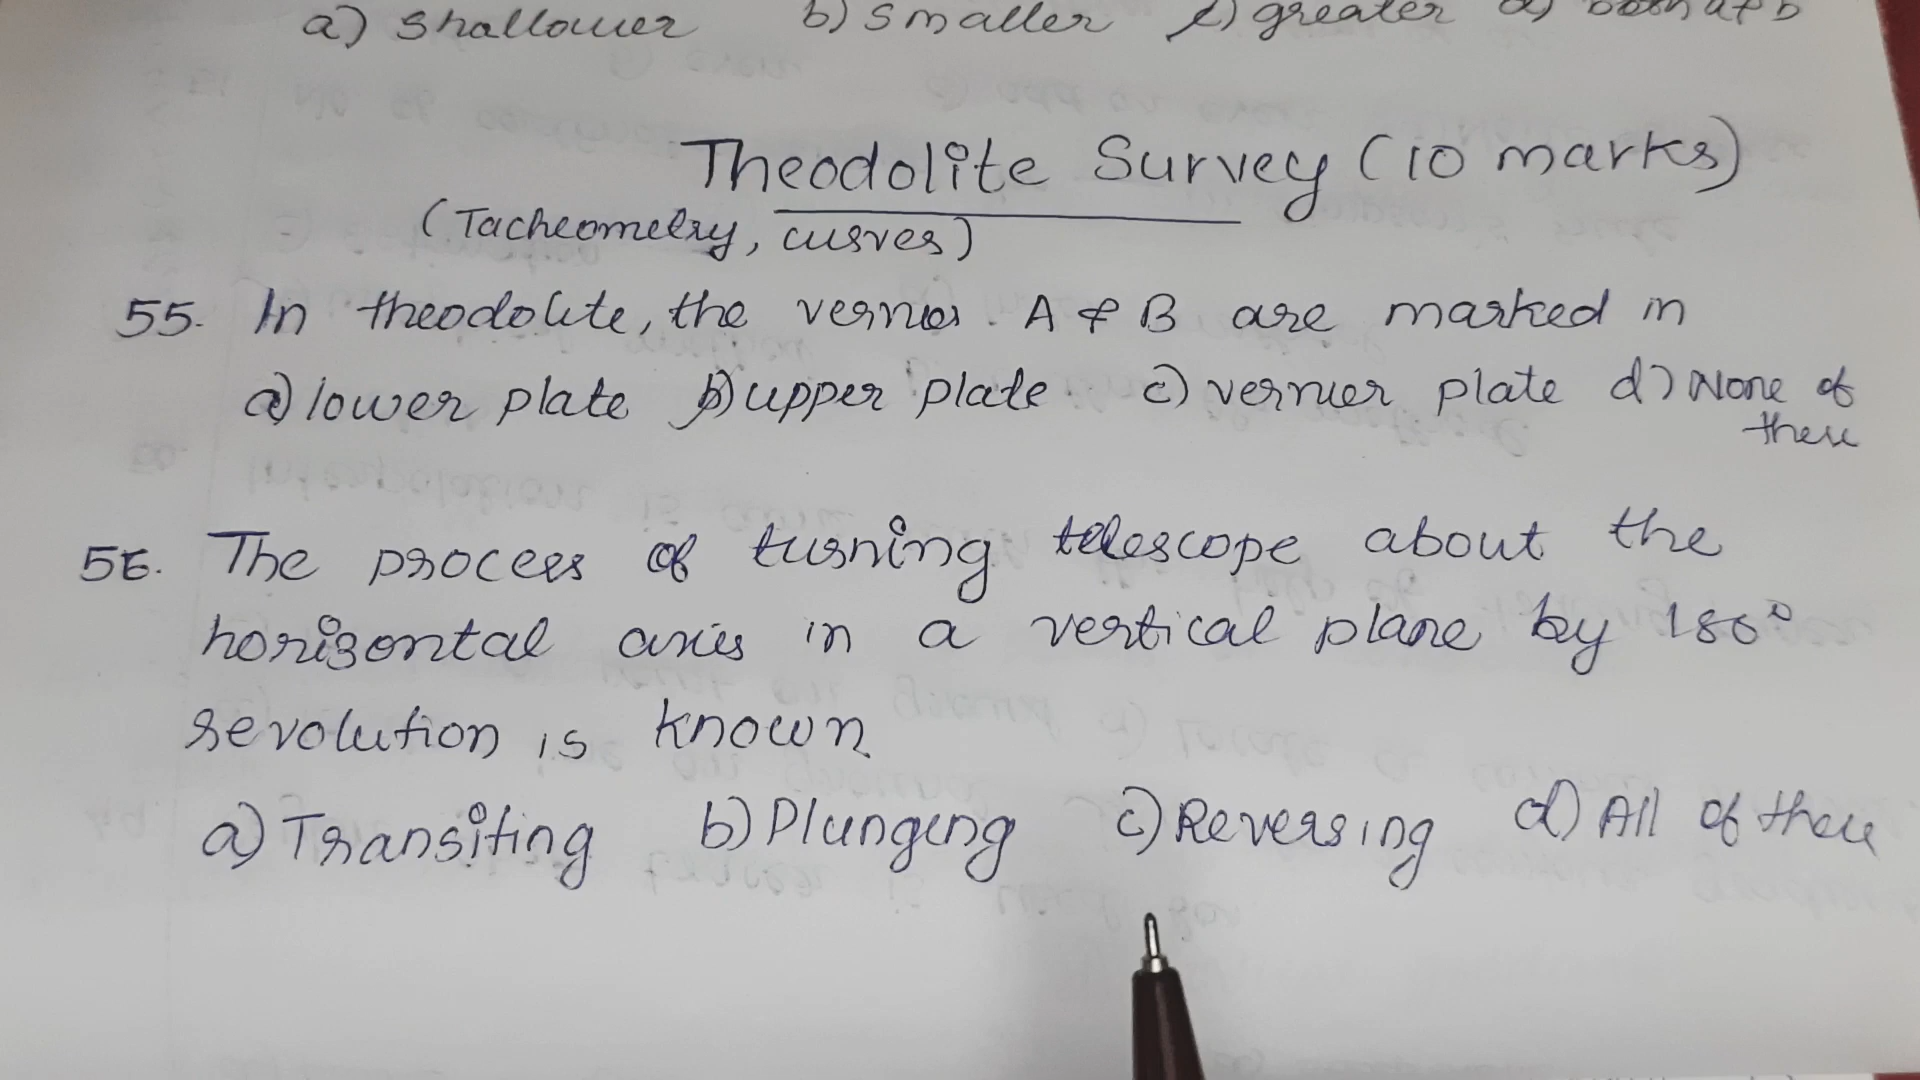 a) Shallower b) Smaller c) greater d) both a & b
Theodolite Survey (10 marks)
(Tacheometry, curves)
55. In theodolite, the vernier A & B are marked in
a) lower plate b) upper plate c) vernier plate d) None of
these
56. The process of turning telescope about the
horizontal axis in a vertical plane by 180°
revolution is known
a) Transiting b) Plunging c) Reversing d) All of these